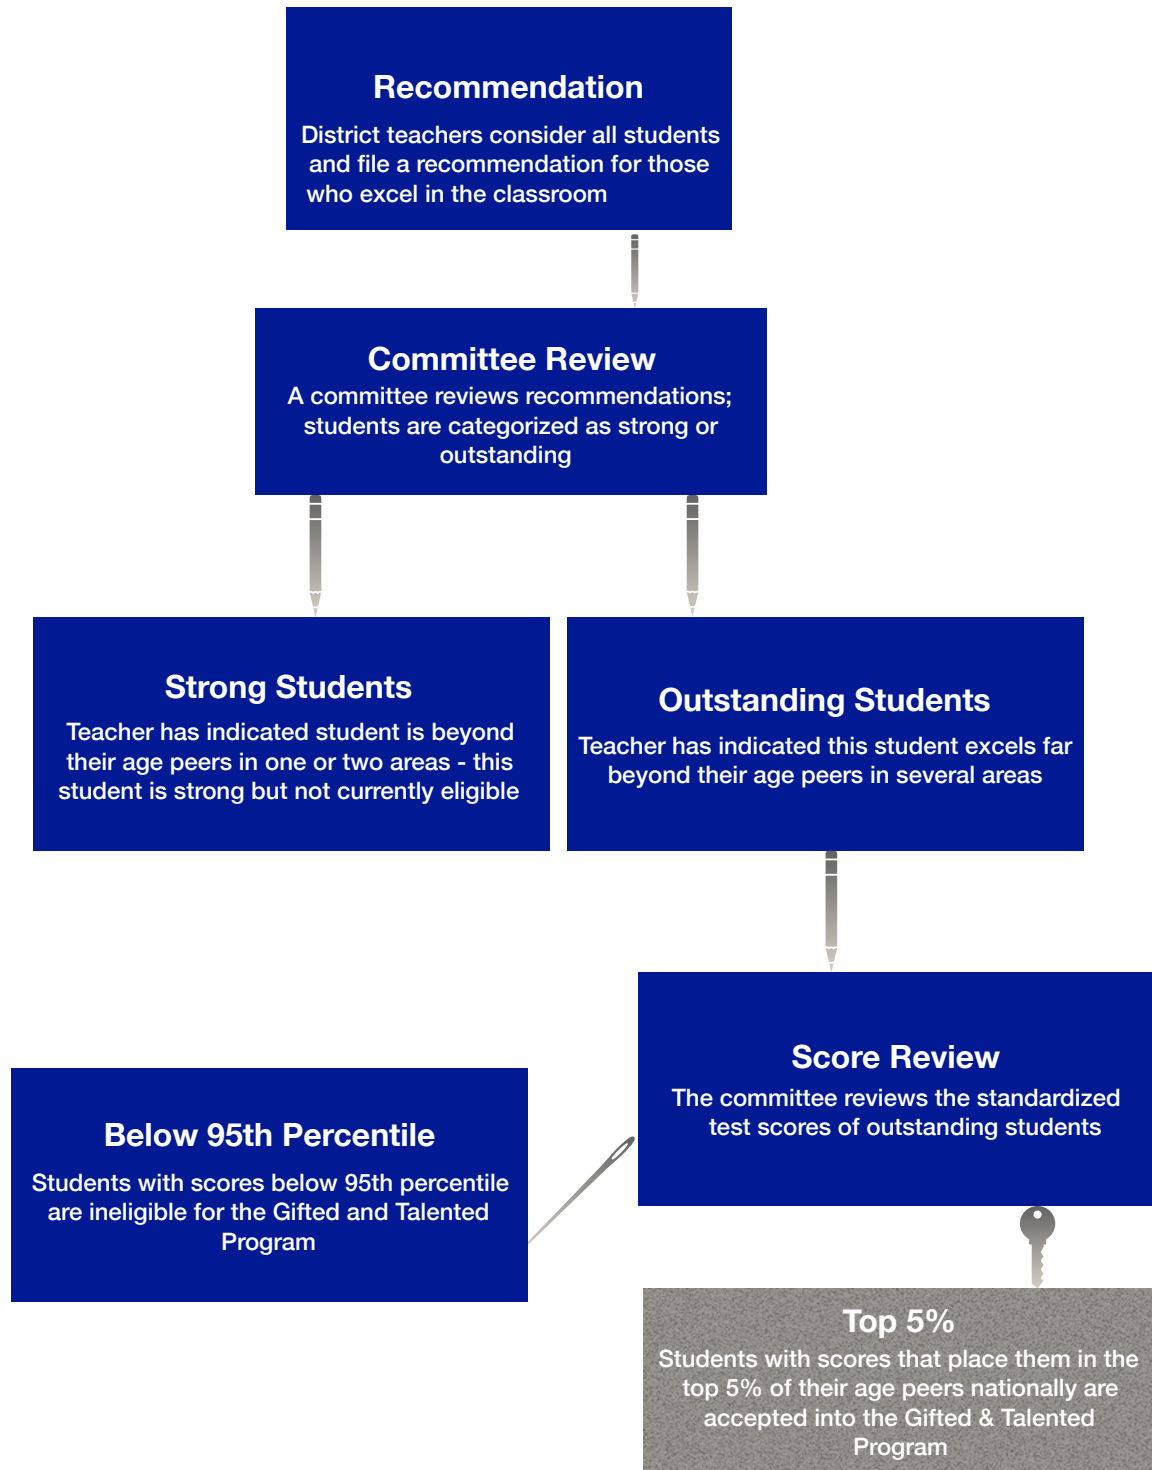 Recommendation
District teachers consider all students
and file a recommendation for those
who excel in the classroom
Committee Review
A committee reviews recommendations;
students are categorized as strong or
outstanding
Strong Students
Teacher has indicated student is beyond
their age peers in one or two areas - this
student is strong but not currently eligible
Outstanding Students
Teacher has indicated this student excels far
beyond their age peers in several areas
Score Review
The committee reviews the standardized
test scores of outstanding students
Below 95th Percentile
Students with scores below 95th percentile
are ineligible for the Gifted and Talented
Program
Top 5%
Students with scores that place them in the
top 5% of their age peers nationally are
accepted into the Gifted & Talented
Program